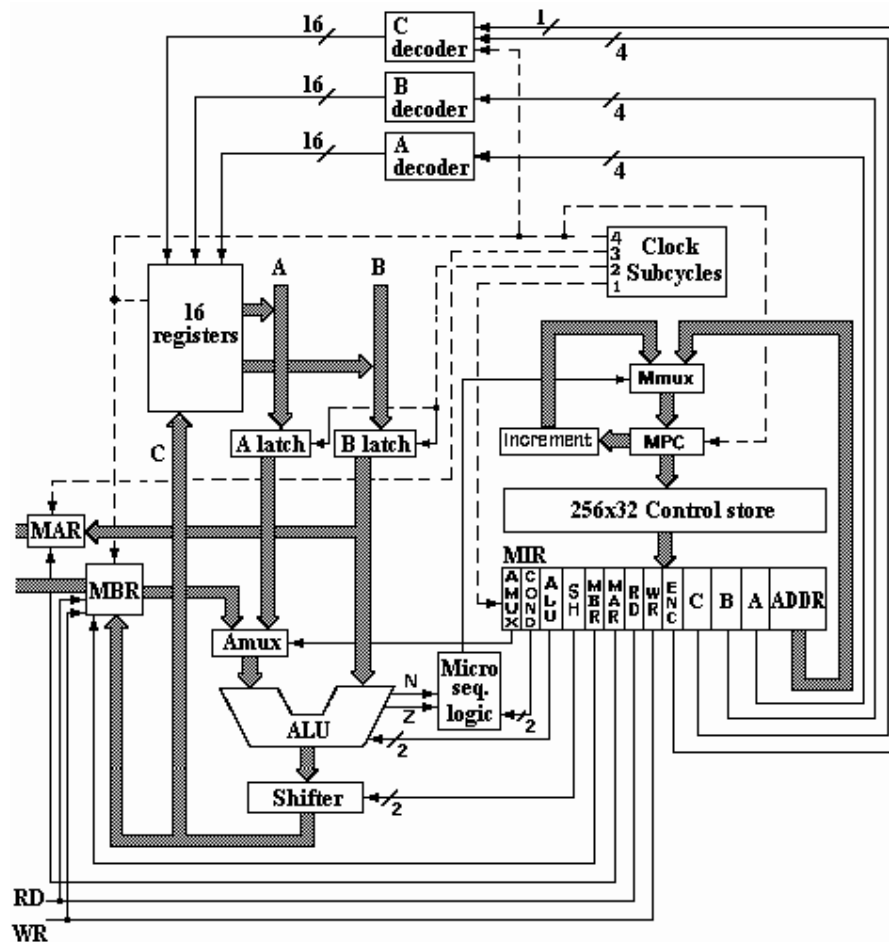 1
16
C
decoder
4
16
B
decoder
4
16
A
decoder
4
4
3
2
1
Clock
Subcycles
A
B
16
registers
Mmux
A latch
B latch
Increment
MPC
C
256x32 Control store
MAR
MIR
MBR
AMUX
COND
ALU
SH
MBR
MAR
RD
WR
ENC
C
B
A
ADDR
Amux
N
Z
Micro
seq.
logic
2
ALU
2
Shifter
2
RD
WR